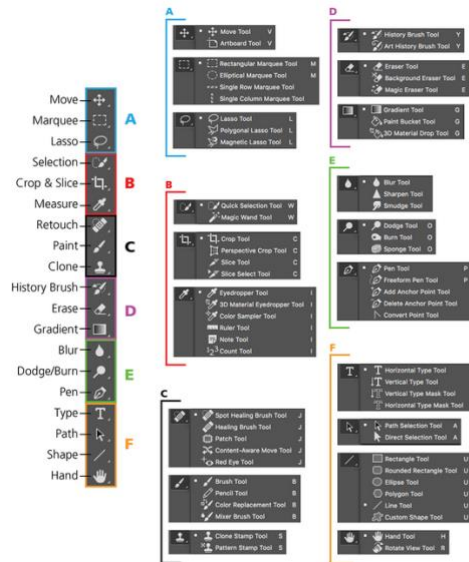 Move
Marquee
Lasso
A
Selection
Crop & Slice
Measure
B
Retouch
Paint
Clone
C
History Brush
Erase
Gradient
D
Blur
Dodge/Burn
Pen
E
Type
Path
Shape
Hand
F
A
Move Tool V
Artboard Tool V
Rectangular Marquee Tool M
Elliptical Marquee Tool M
Single Row Marquee Tool
Single Column Marquee Tool
Lasso Tool L
Polygonal Lasso Tool L
Magnetic Lasso Tool L
B
Quick Selection Tool W
Magic Wand Tool W
Crop Tool C
Perspective Crop Tool C
Slice Tool C
Slice Select Tool C
Eyedropper Tool I
3D Material Eyedropper Tool I
Color Sampler Tool I
Ruler Tool I
Note Tool I
Count Tool I
C
Spot Healing Brush Tool J
Healing Brush Tool J
Patch Tool J
Content-Aware Move Tool J
Red Eye Tool J
Brush Tool B
Pencil Tool B
Color Replacement Tool B
Mixer Brush Tool B
Clone Stamp Tool S
Pattern Stamp Tool S
D
History Brush Tool Y
Art History Brush Tool Y
Eraser Tool E
Background Eraser Tool E
Magic Eraser Tool E
Gradient Tool G
Paint Bucket Tool G
3D Material Drop Tool G
E
Blur Tool
Sharpen Tool
Smudge Tool
Dodge Tool O
Burn Tool O
Sponge Tool O
Pen Tool P
Freeform Pen Tool P
Add Anchor Point Tool
Delete Anchor Point Tool
Convert Point Tool
F
Horizontal Type Tool T
Vertical Type Tool T
Vertical Type Mask Tool T
Horizontal Type Mask Tool T
Path Selection Tool A
Direct Selection Tool A
Rectangle Tool U
Rounded Rectangle Tool U
Ellipse Tool U
Polygon Tool U
Line Tool U
Custom Shape Tool U
Hand Tool H
Rotate View Tool R